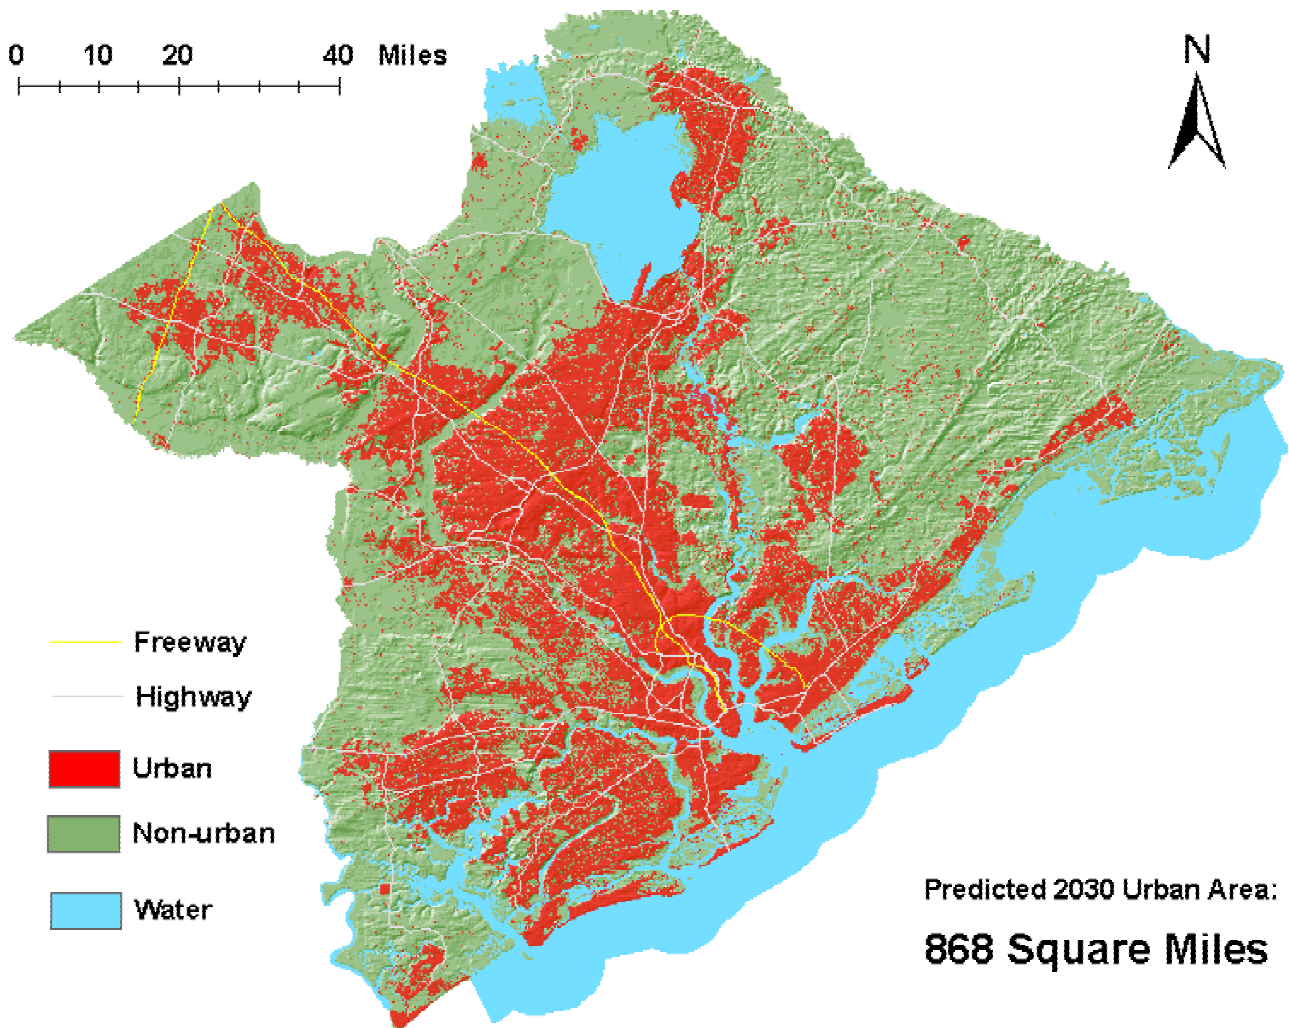 0 10 20 40 Miles
N
Freeway
Highway
Urban
Non-urban
Water
Predicted 2030 Urban Area:
868 Square Miles